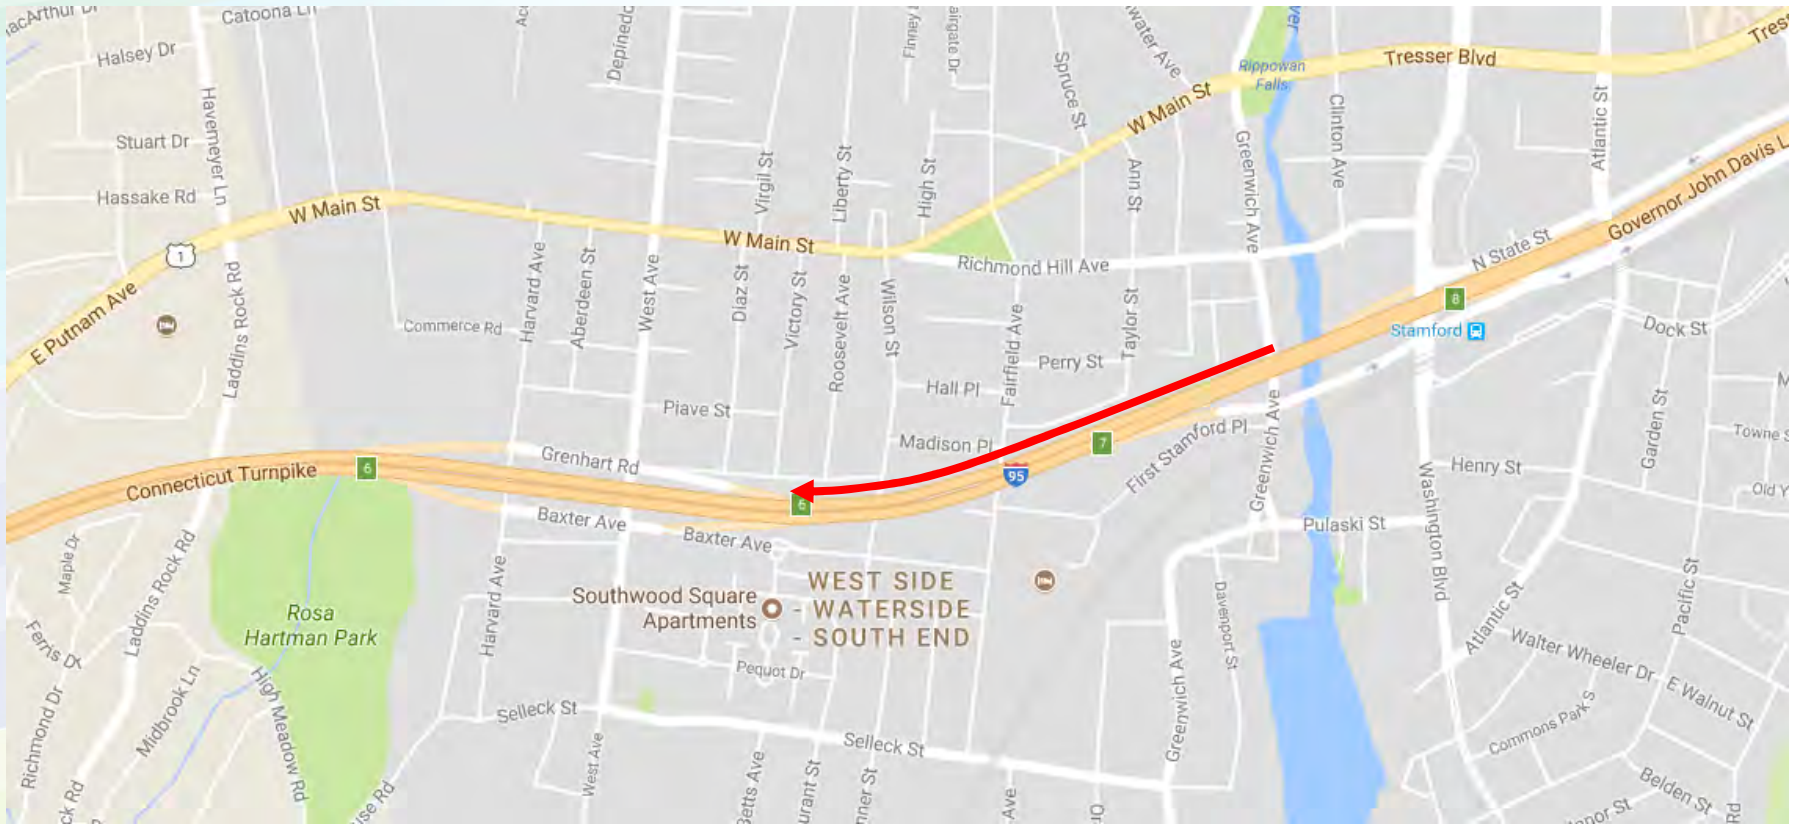 Catoona Ln
Halsey Dr
Havemeyer Ln
Stuart Dr
Hassake Rd
W Main St
1
E Putnam Ave
Laddins Rock Rd
Commerce Rd
Harvard Ave
Aberdeen St
West Ave
Virgil St
Liberty St
High St
W Main St
Diaz St
Victory St
Roosevelt Ave
Wilson St
Spruce St
W Main St
Ann St
Richmond Hill Ave
Fairfield Ave
Taylor St
Perry St
Hall Pl
Madison Pl
Piave St
Greenwich Ave
Rippowan
Falls
Clinton Ave
Tresser Blvd
Atlantic St
N State St
Governor John Davis L
8
Stamford
Dock St
Garden St
Connecticut Turnpike
6
Grenhart Rd
6
95
7
First Stamford Pl
Greenwich Ave
Washington Blvd
Henry St
Baxter Ave
Baxter Ave
Pulaski St
Maple Dr
Ferris Dr
Laddins Rock Rd
Rosa
Hartman Park
Harvard Ave
Southwood Square
Apartments
WEST SIDE
- WATERSIDE
- SOUTH END
Pequot Dr
Davenport St
Greenwich Ave
Atlantic St
Pacific St
Walter Wheeler Dr
E Walnut St
Commons Park S
Belden St
Richmond Dr
Midbrook Ln
High Meadow Rd
Selleck St
Selleck St
West Ave
Betts Ave
Ave